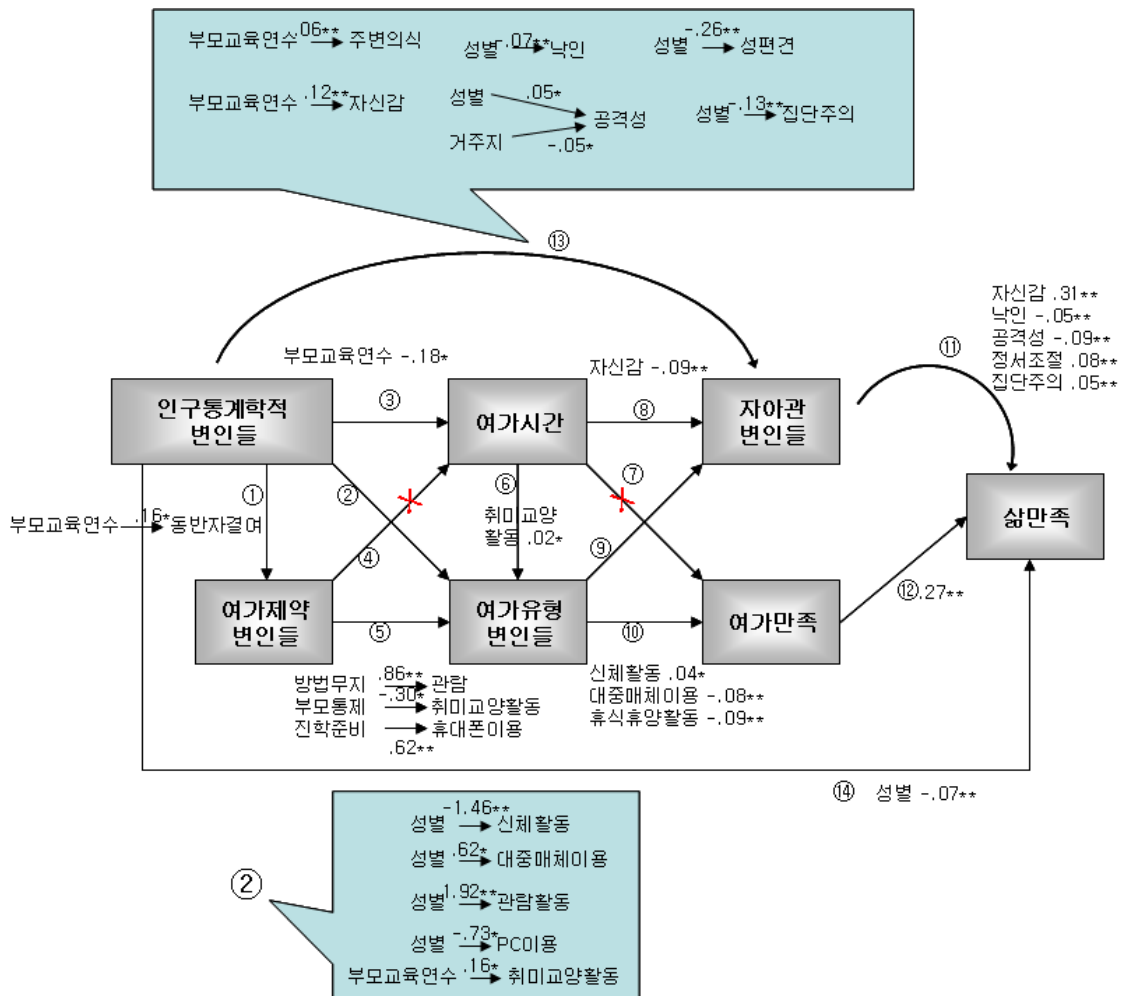 부모교육연수 .06** 주변의식
성별 -.07** 낙인
성별 -.26** 성편견
부모교육연수 .12** 자신감
성별 .05*
공격성
거주지 -.05*
성별 -.13** 집단주의
⑬
자신감 .31**
낙인 -.05**
공격성 -.09**
정서조절 .08**
집단주의 .05**
⑪
부모교육연수 -.18*
자신감 -.09**
인구통계학적
변인들
③
여가시간
⑧
자아관
변인들
①
②
⑥
⑦
취미교양
활동 .02*
부모교육연수 .16* 동반자결여
④
⑨
삶만족
여가제약
변인들
⑤
여가유형
변인들
⑩
여가만족
⑫.27**
방법무지 .86** 관람
부모통제 -.30* 취미교양활동
진학준비 휴대폰이용
.62**
신체활동 .04*
대중매체이용 -.08**
휴식휴양활동 -.09**
⑭ 성별 -.07**
②
성별 -1.46** 신체활동
성별 .62* 대중매체이용
성별 1.92** 관람활동
성별 -.73* PC이용
부모교육연수 .16* 취미교양활동